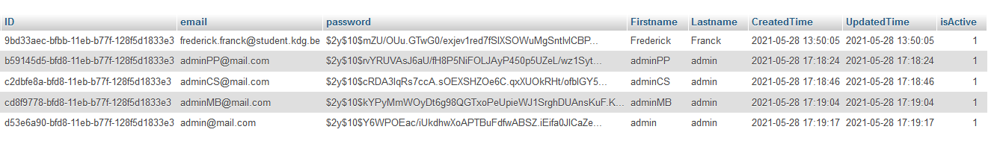 ID email password Firstname Lastname CreatedTime UpdatedTime isActive
9bd33aec-bfbb-11eb-b77f-128f5d1833e3 frederick.franck@student.kdg.be $2y$10$mZU/OUu.GTwG0/exjev1red7fSlXSOWuMgSntlvlCBP... Frederick Franck 2021-05-28 13:50:05 2021-05-28 13:50:05 1
b59145d5-bfd8-11eb-b77f-128f5d1833e3 adminPP@mail.com $2y$10$rvYRUVAsJ6aU/fH8P5NiFOLJAyP450p5UZeL/wz1Syt... adminPP admin 2021-05-28 17:18:24 2021-05-28 17:18:24 1
c2dbfe8a-bfd8-11eb-b77f-128f5d1833e3 adminCS@mail.com $2y$10$cRDA3lqRs7ccA.sOEXSHZOe6C.qxXUOkRHt/ofblGY5... adminCS admin 2021-05-28 17:18:46 2021-05-28 17:18:46 1
cd8f9778-bfd8-11eb-b77f-128f5d1833e3 adminMB@mail.com $2y$10$kYPyMmWOyDt6g98QGTxoPeUpieWJ1SrghDUAnsKuF.K... adminMB admin 2021-05-28 17:19:04 2021-05-28 17:19:04 1
d53e6a90-bfd8-11eb-b77f-128f5d1833e3 admin@mail.com $2y$10$Y6WPOEac/iUkdhwXoAPTBuFdfwABSZ.iEifa0JlCaZe... admin admin 2021-05-28 17:19:17 2021-05-28 17:19:17 1